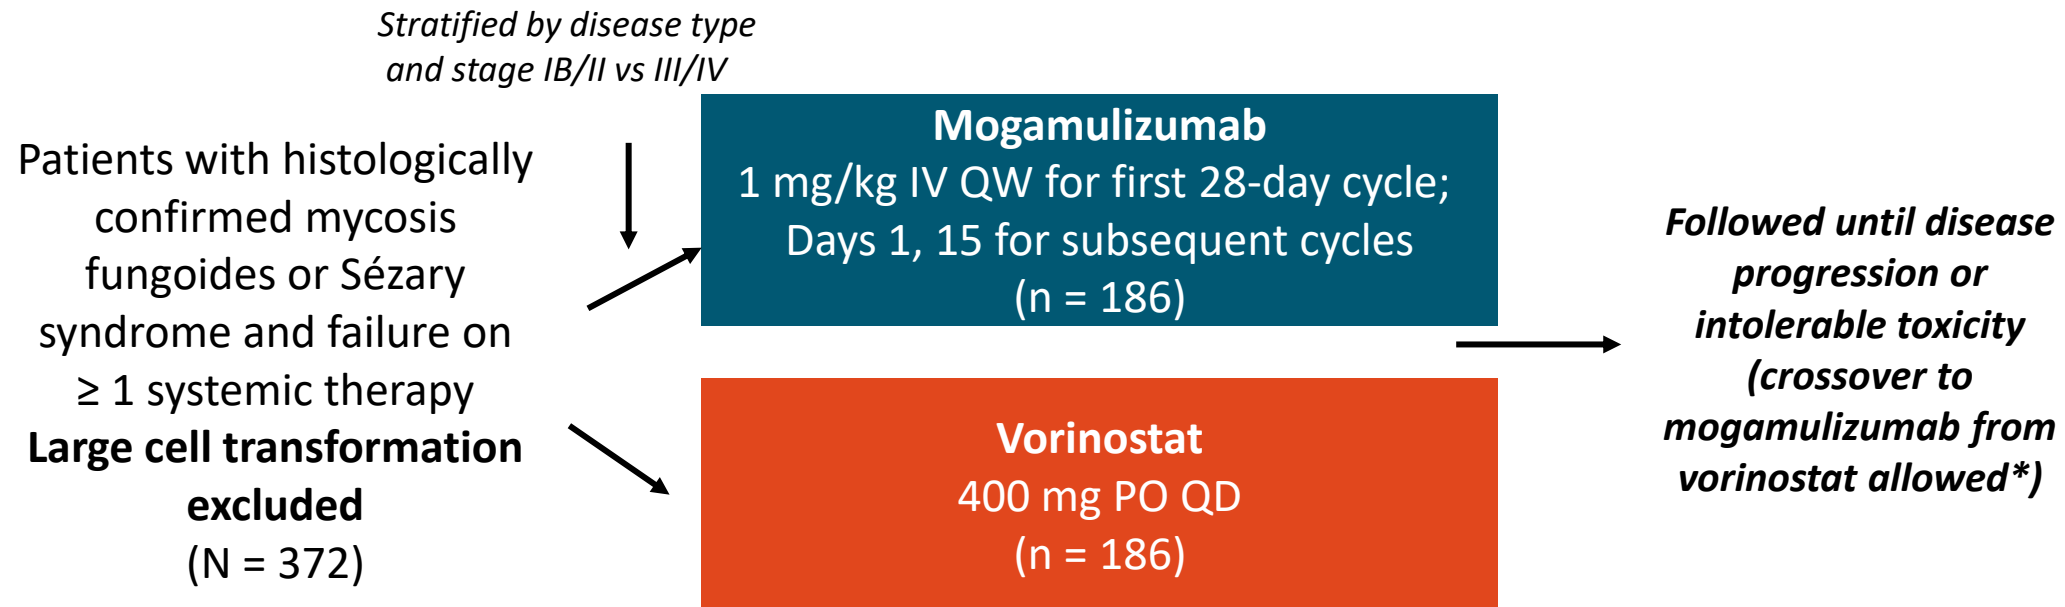 Stratified by disease type
and stage IB/II vs III/IV
Patients with histologically
confirmed mycosis
fungoides or Sézary
syndrome and failure on
≥ 1 systemic therapy
Large cell transformation
excluded
(N = 372)
Mogamulizumab
1 mg/kg IV QW for first 28-day cycle;
Days 1, 15 for subsequent cycles
(n = 186)
Vorinostat
400 mg PO QD
(n = 186)
Followed until disease
progression or
intolerable toxicity
(crossover to
mogamulizumab from
vorinostat allowed*)